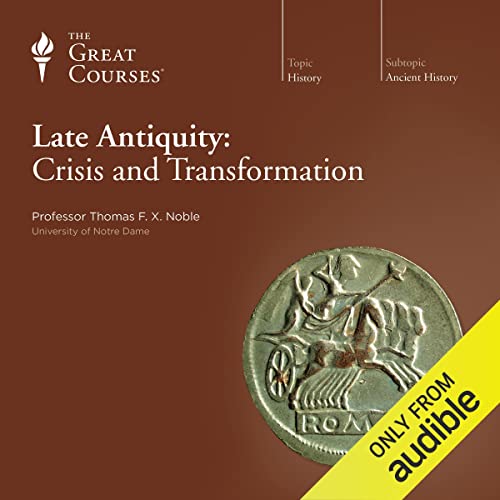 THE
GREAT
COURSES®
Topic
History
Subtopic
Ancient History
Late Antiquity:
Crisis and Transformation
Professor Thomas F. X. Noble
University of Notre Dame
ROM
ONLY FROM
audible